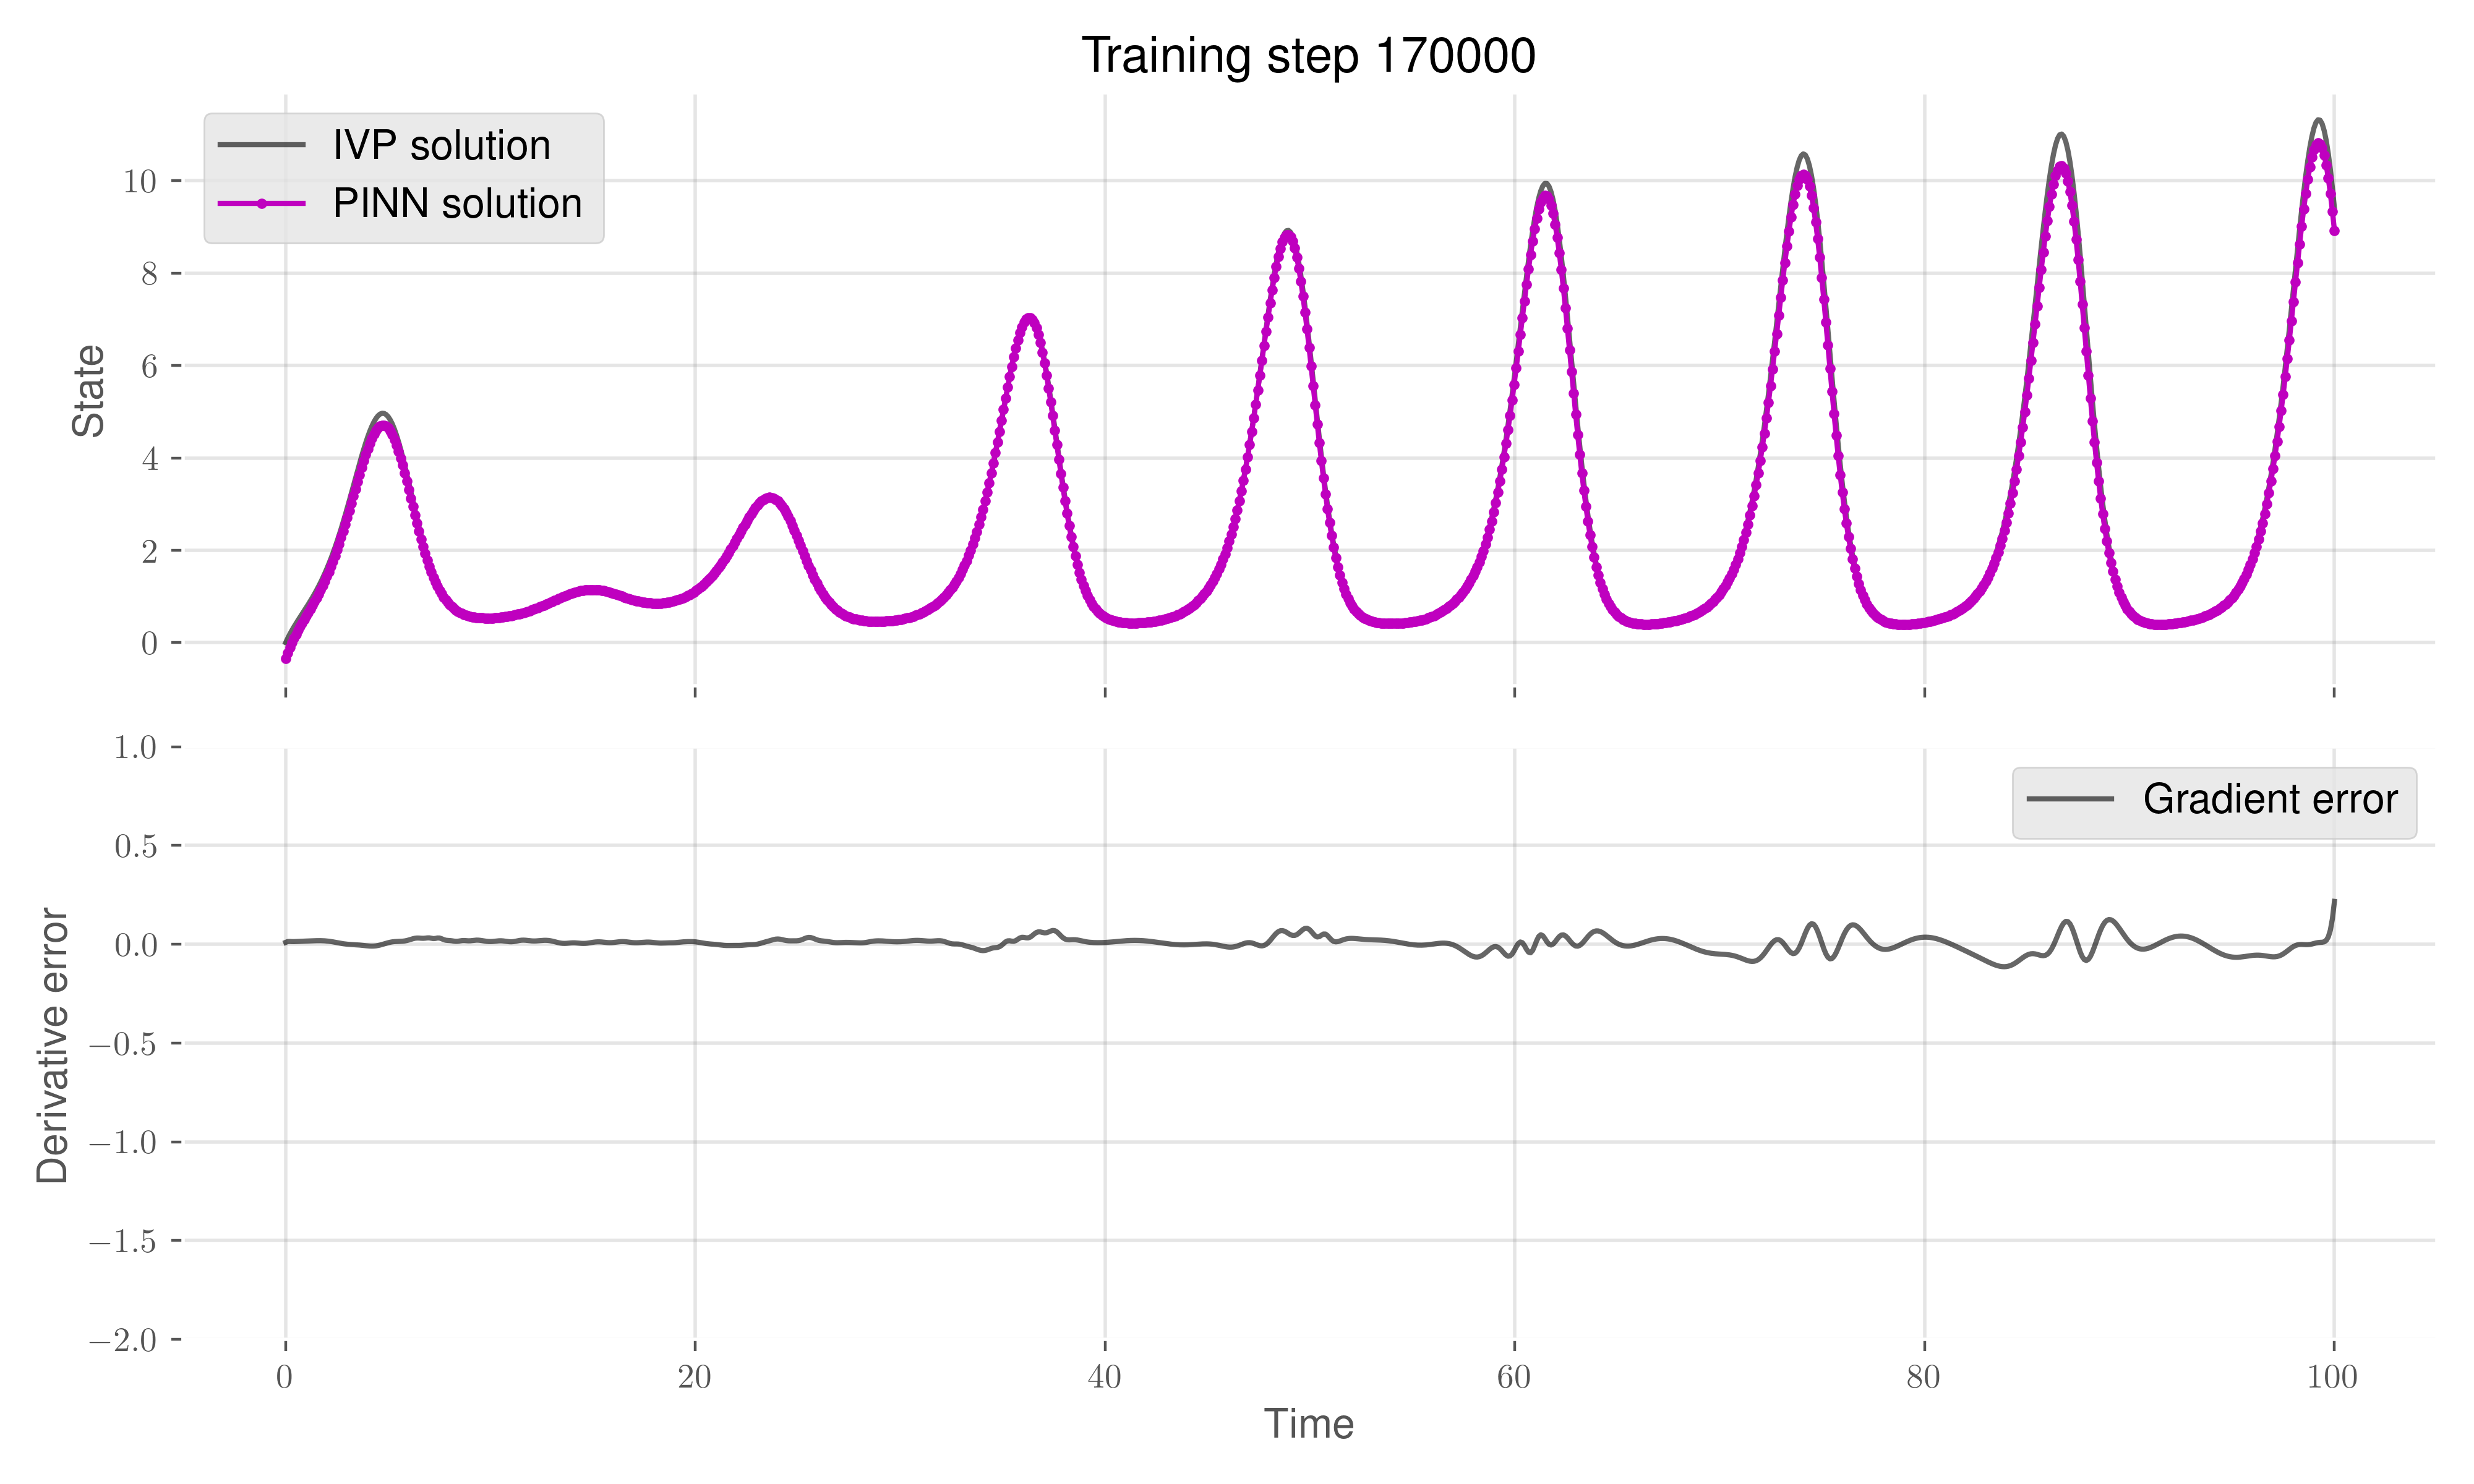 Training step 170000
IVP solution
PINN solution
10
8
6
4
2
0
State
Gradient error
1.0
0.5
0.0
−0.5
−1.0
−1.5
−2.0
Derivative error
0 20 40 60 80 100
Time